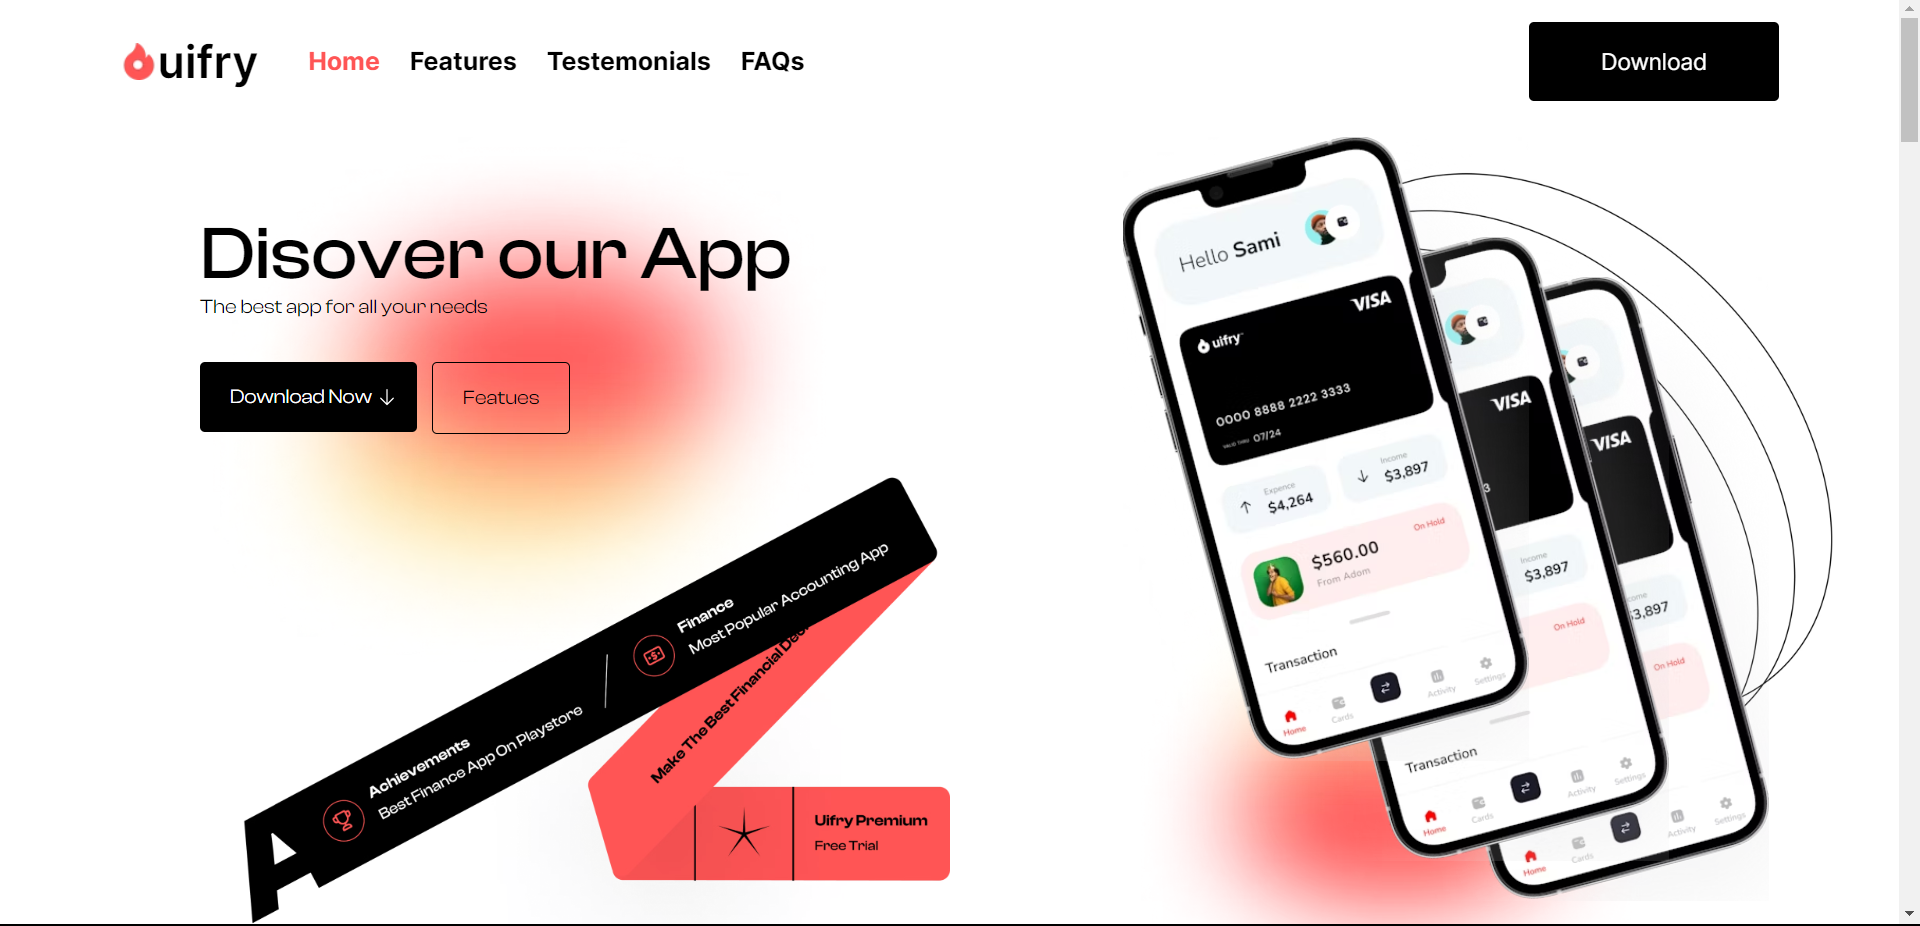 uifry
Home
Features
Testemonials
FAQs
Download
Disover our App
The best app for all your needs
Download Now ↓
Featues
Achievements
Best Finance App On Playstore
Finance
Most Popular Accounting App
Make The Best Financial
Uifry Premium
Free Trial
A
Hello Sami
VISA
uifry
0000 8888 2222 3333
VALID THRU 07/24
Expence
$4,264
Income
$3,897
On Hold
$560.00
From Adom
Transaction
Home
Cards
Activity
Settings
VISA
3
Income
$3,897
On Hold
Transaction
Home
Cards
Activity
Settings
VISA
come
$3,897
On Hold
Home
Cards
Activity
Settings